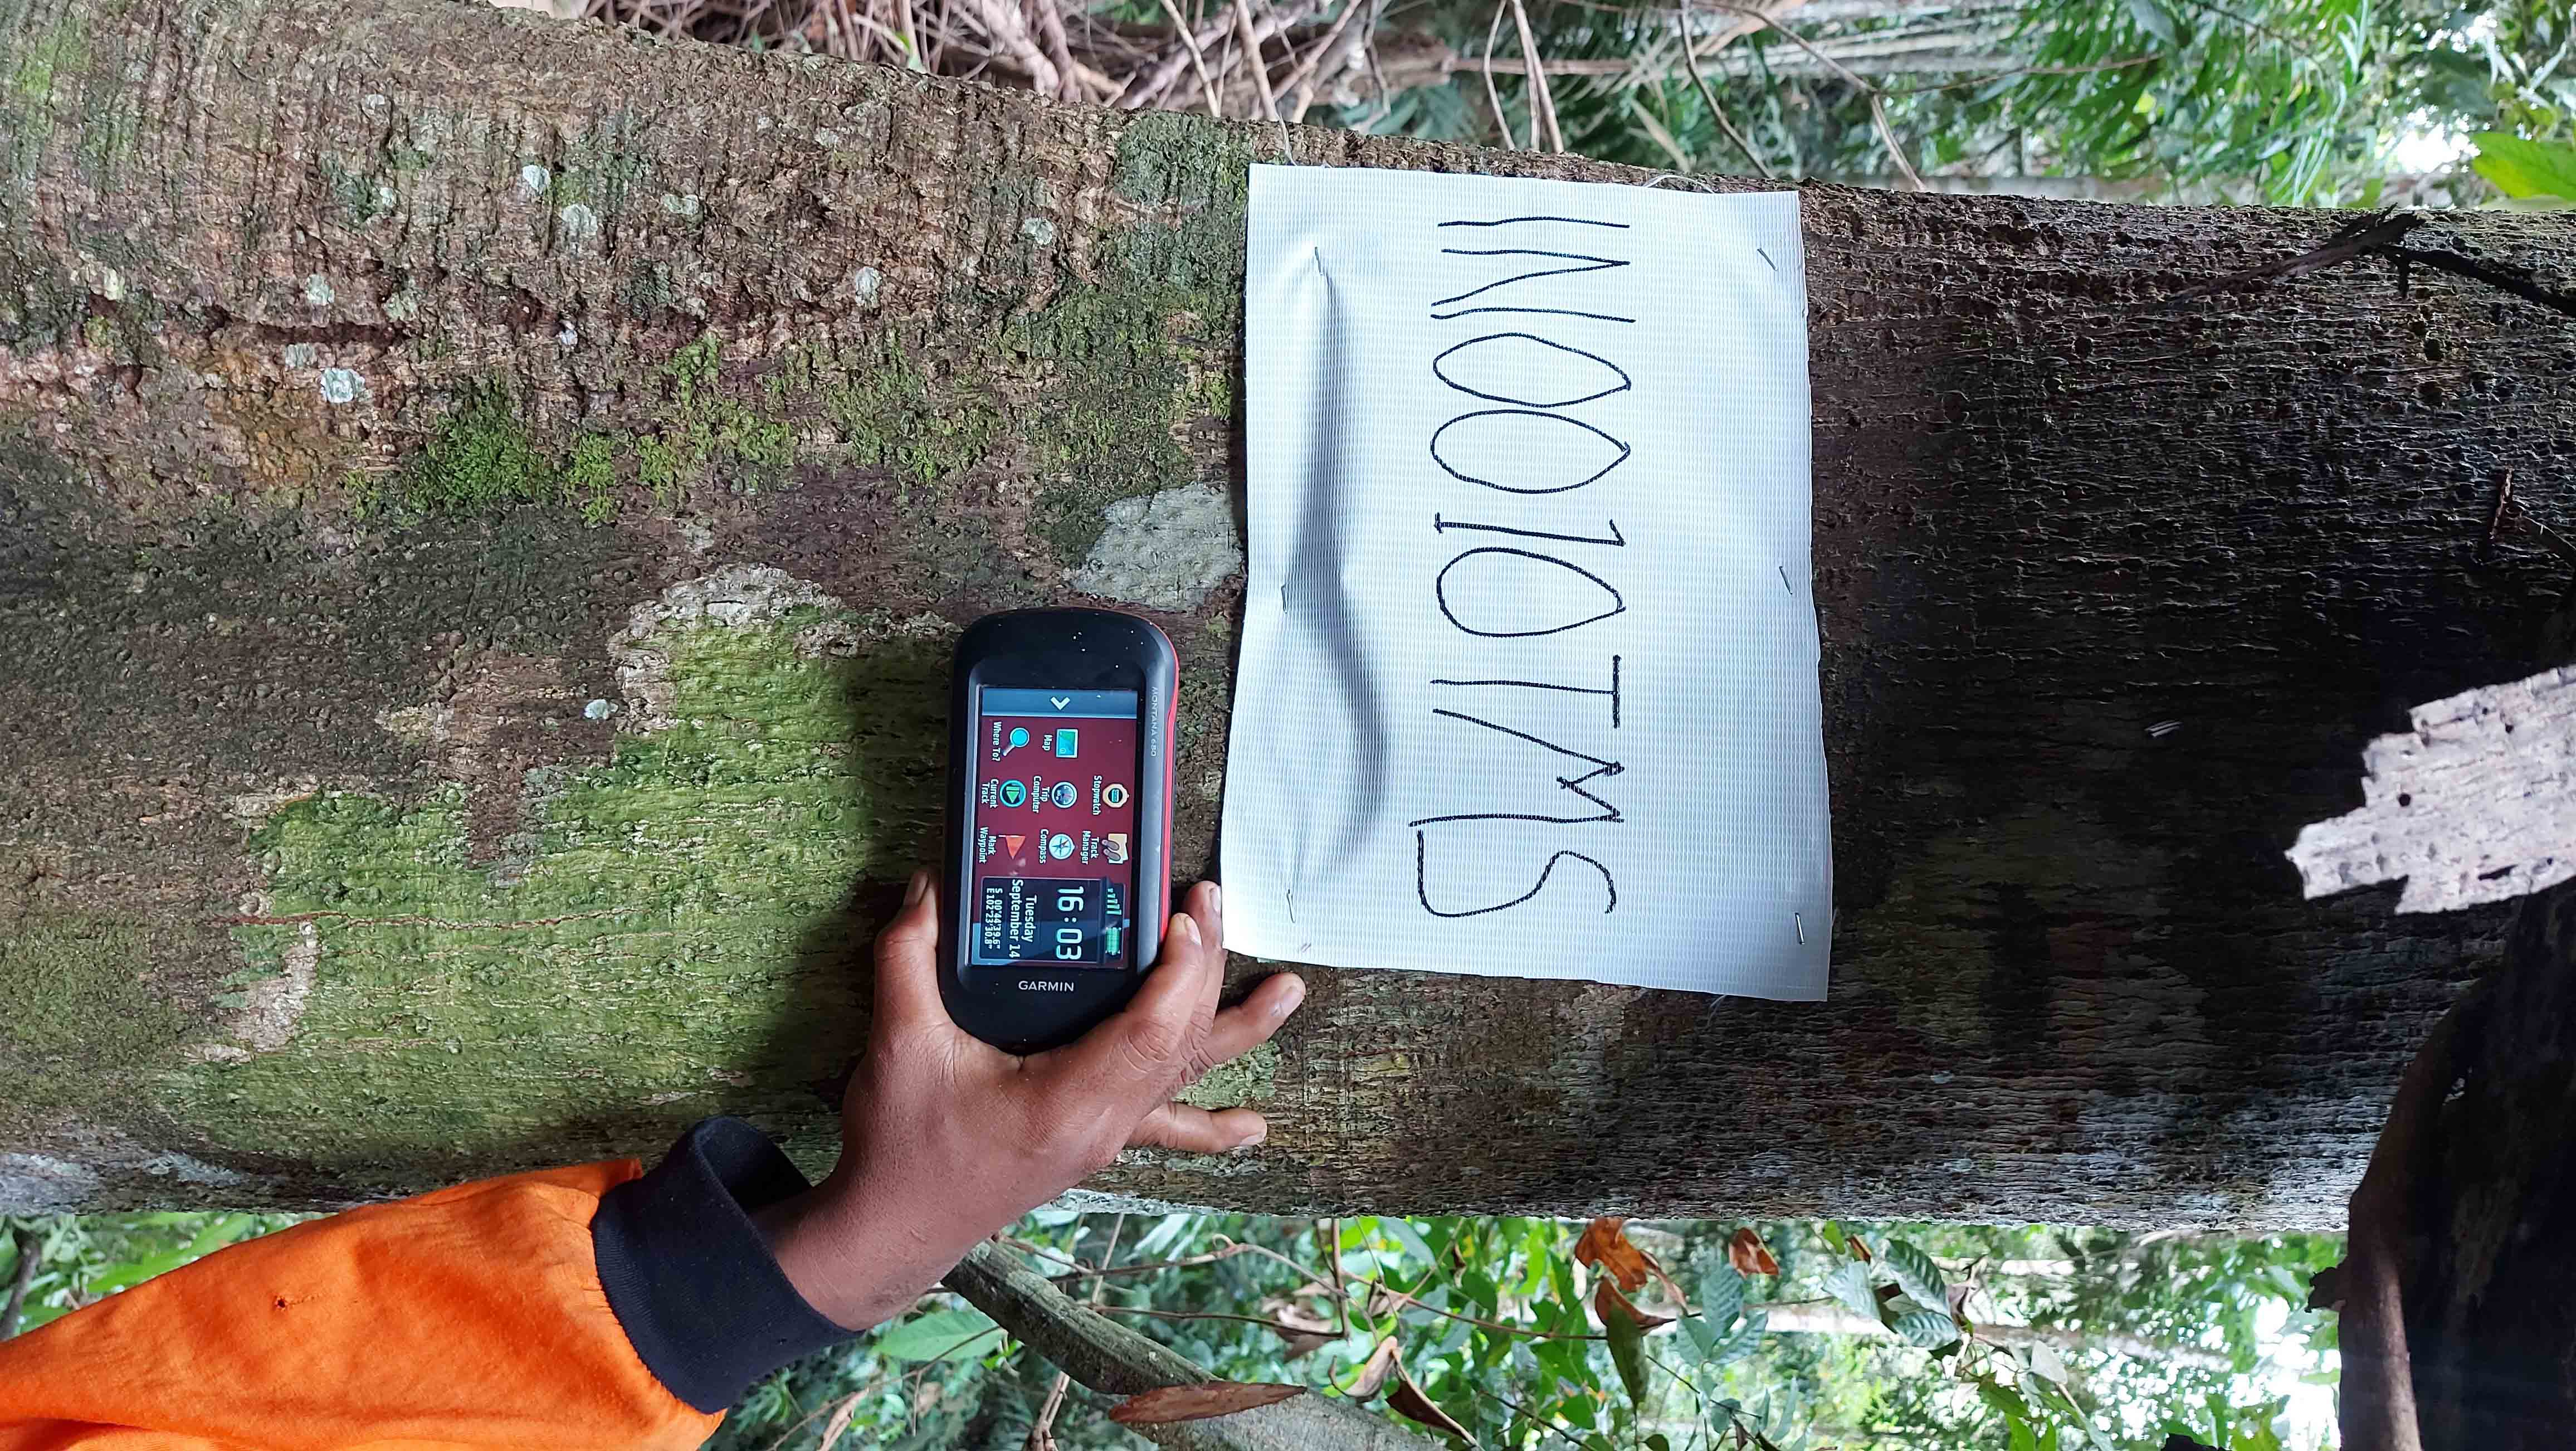 IN0010TMS
MONTANA 680
Stopwatch
Track Manager
Map
Trip Computer
Compass
Where To?
Current Track
Mark Waypoint
16:03
Tuesday
September 14
S 00°44'39.6"
E102°23'30.8"
GARMIN